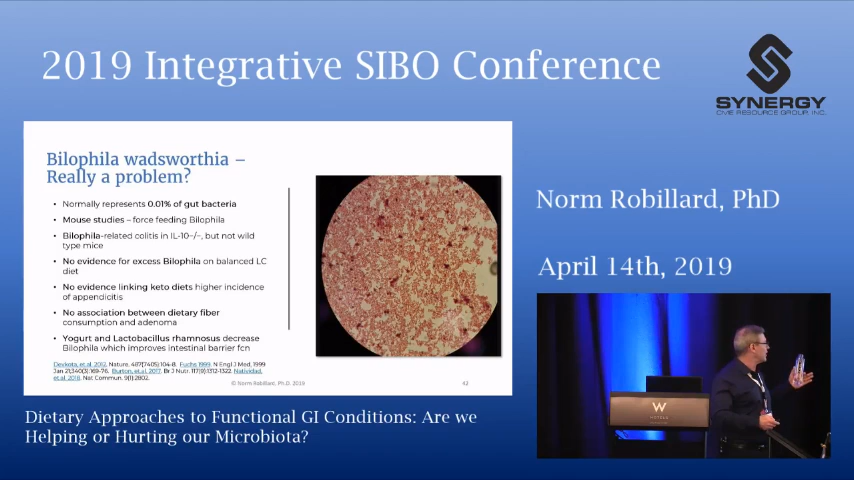 2019 Integrative SIBO Conference
SYNERGY
CME RESOURCE GROUP, INC.
Bilophila wadsworthia –
Really a problem?
• Normally represents 0.01% of gut bacteria
• Mouse studies – force feeding Bilophila
• Bilophila-related colitis in IL-10−/−, but not wild
type mice
• No evidence for excess Bilophila on balanced LC
diet
• No evidence linking keto diets higher incidence
of appendicitis
• No association between dietary fiber
consumption and adenoma
• Yogurt and Lactobacillus rhamnosus decrease
Bilophila which improves intestinal barrier fcn
Devkota, et al. 2012. Nature. 487(7405):104-8. Fuchs 1999. N Engl J Med, 1999
Jan 21;340(3):169-76. Burton, et.al. 2017. Br J Nutr. 117(9):1312-1322. Natividad,
et.al. 2018. Nat Commun. 9(1):2802.
© Norm Robillard, Ph.D. 2019
42
Norm Robillard, PhD
April 14th, 2019
W
HOTELS
Dietary Approaches to Functional GI Conditions: Are we
Helping or Hurting our Microbiota?